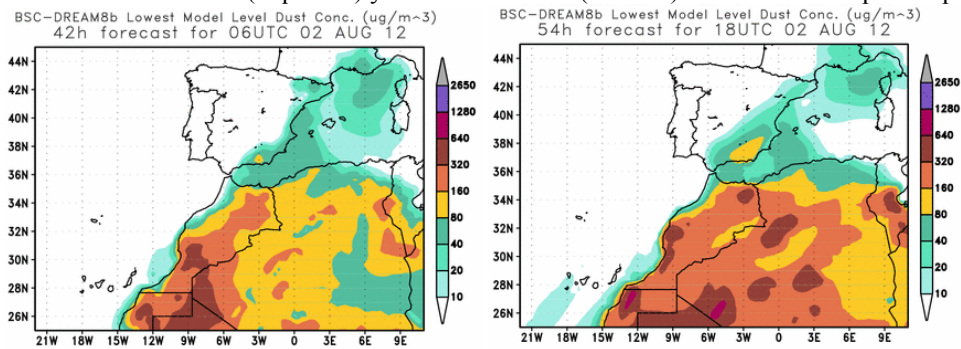 BSC-DREAM8b Lowest Model Level Dust Conc. (ug/m^3)
42h forecast for 06UTC 02 AUG 12
44N
42N
40N
38N
36N
34N
32N
30N
28N
26N
21W 18W 15W 12W 9W 6W 3W 0 3E 6E 9E
2650
1280
640
320
160
80
40
20
10
BSC-DREAM8b Lowest Model Level Dust Conc. (ug/m^3)
54h forecast for 18UTC 02 AUG 12
44N
42N
40N
38N
36N
34N
32N
30N
28N
26N
21W 18W 15W 12W 9W 6W 3W 0 3E 6E 9E
2650
1280
640
320
160
80
40
20
10